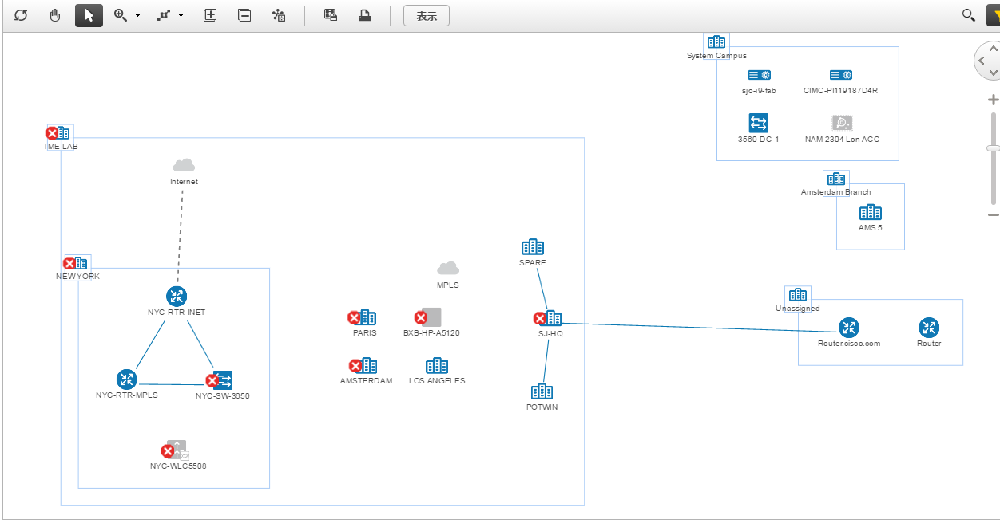 表示
System Campus
sjo-i9-fab
CIMC-PI119187D4R
3560-DC-1
NAM 2304 Lon ACC
TME-LAB
Internet
Amsterdam Branch
AMS 5
SPARE
NEWYORK
MPLS
NYC-RTR-INET
Unassigned
PARIS
BXB-HP-A5120
SJ-HQ
Router.cisco.com
Router
AMSTERDAM
LOS ANGELES
NYC-RTR-MPLS
NYC-SW-3650
POTWIN
NYC-WLC5508